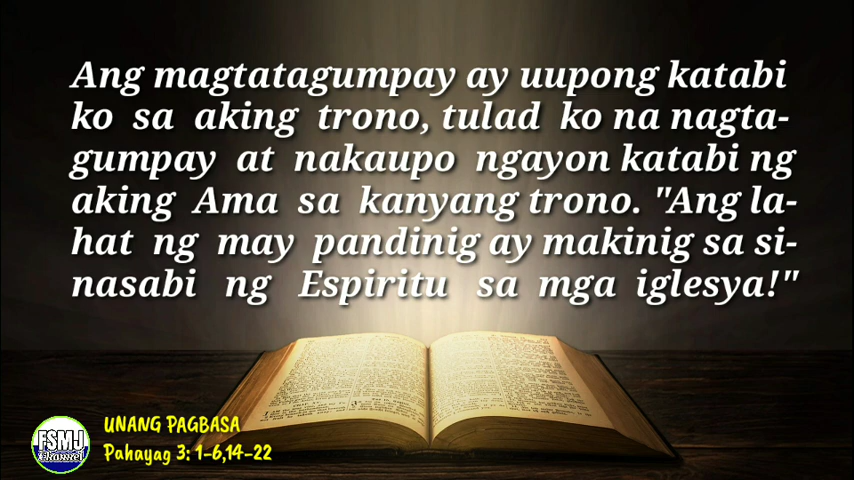 Ang magtatagumpay ay uupong katabi
ko sa aking trono, tulad ko na nagta-
gumpay at nakaupo ngayon katabi ng
aking Ama sa kanyang trono. "Ang la-
hat ng may pandinig ay makinig sa si-
nasabi ng Espiritu sa mga iglesya!"
FSMJ
Channel
UNANG PAGBASA
Pahayag 3: 1-6,14-22